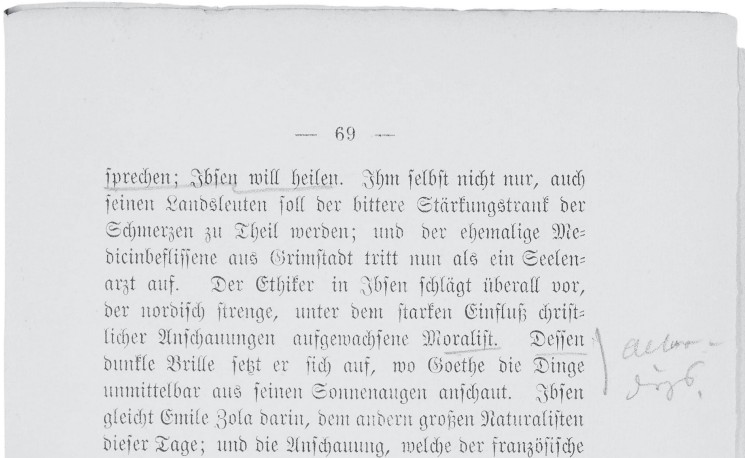 — 69 —
sprechen; Ibsen will heilen. Ihm selbst nicht nur, auch
seinen Landsleuten soll der bittere Stärkungstrank der
Schmerzen zu Theil werden; und der ehemalige Me-
dicinbeflissene aus Grimstadt tritt nun als ein Seelen-
arzt auf. Der Ethiker in Ibsen schlägt überall vor,
der nordisch strenge, unter dem starken Einfluß christ-
licher Anschauungen aufgewachsene Moralist. Dessen
dunkle Brille setzt er sich auf, wo Goethe die Dinge
unmittelbar aus seinen Sonnenaugen anschaut. Ibsen
gleicht Emile Zola darin, dem andern großen Naturalisten
dieser Tage; und die Anschauung, welche der französische